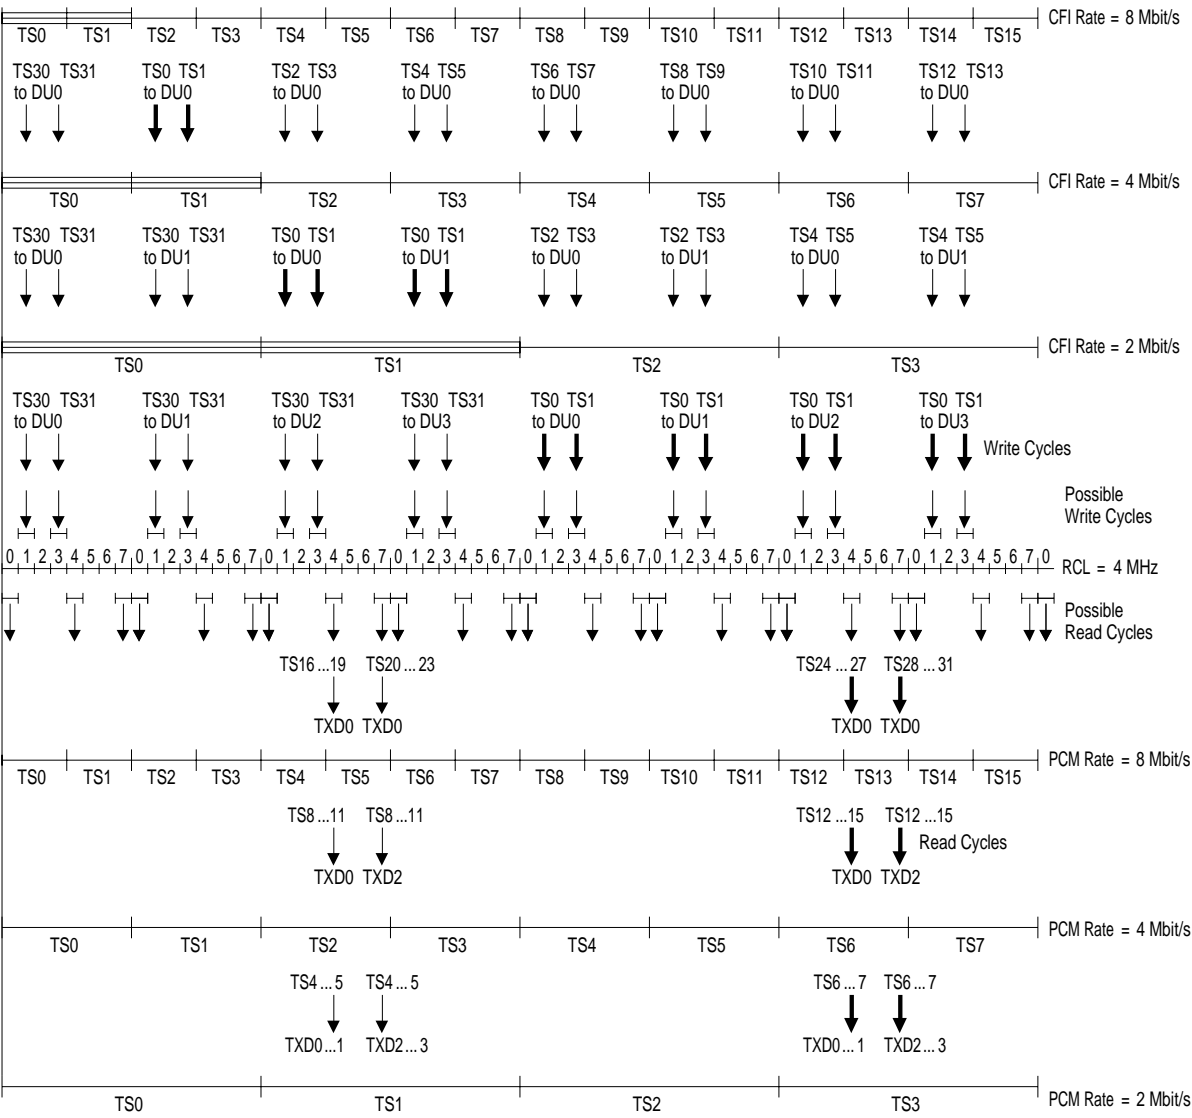 CFI Rate = 8 Mbit/s
TS0 TS1 TS2 TS3 TS4 TS5 TS6 TS7 TS8 TS9 TS10 TS11 TS12 TS13 TS14 TS15
TS30 TS31 TS0 TS1 TS2 TS3 TS4 TS5 TS6 TS7 TS8 TS9 TS10 TS11 TS12 TS13
to DU0 to DU0 to DU0 to DU0 to DU0 to DU0 to DU0 to DU0
CFI Rate = 4 Mbit/s
TS0 TS1 TS2 TS3 TS4 TS5 TS6 TS7
TS30 TS31 TS30 TS31 TS0 TS1 TS0 TS1 TS2 TS3 TS2 TS3 TS4 TS5 TS4 TS5
to DU0 to DU1 to DU0 to DU1 to DU0 to DU1 to DU0 to DU1
CFI Rate = 2 Mbit/s
TS0 TS1 TS2 TS3
TS30 TS31 TS30 TS31 TS30 TS31 TS30 TS31 TS0 TS1 TS0 TS1 TS0 TS1 TS0 TS1
to DU0 to DU1 to DU2 to DU3 to DU0 to DU1 to DU2 to DU3
Write Cycles
Possible
Write Cycles
0 1 2 3 4 5 6 7 0 1 2 3 4 5 6 7 0 1 2 3 4 5 6 7 0 1 2 3 4 5 6 7 0 1 2 3 4 5 6 7 0 1 2 3 4 5 6 7 0 1 2 3 4 5 6 7 0 1 2 3 4 5 6 7 0
RCL = 4 MHz
Possible
Read Cycles
TS16 ...19 TS20 ... 23 TS24 ... 27 TS28 ... 31
TXD0 TXD0 TXD0 TXD0
PCM Rate = 8 Mbit/s
TS0 TS1 TS2 TS3 TS4 TS5 TS6 TS7 TS8 TS9 TS10 TS11 TS12 TS13 TS14 TS15
TS8 ...11 TS8 ...11 TS12 ...15 TS12 ...15
Read Cycles
TXD0 TXD2 TXD0 TXD2
PCM Rate = 4 Mbit/s
TS0 TS1 TS2 TS3 TS4 TS5 TS6 TS7
TS4 ... 5 TS4 ... 5 TS6 ... 7 TS6 ... 7
TXD0...1 TXD2 ... 3 TXD0 ... 1 TXD2 ... 3
PCM Rate = 2 Mbit/s
TS0 TS1 TS2 TS3